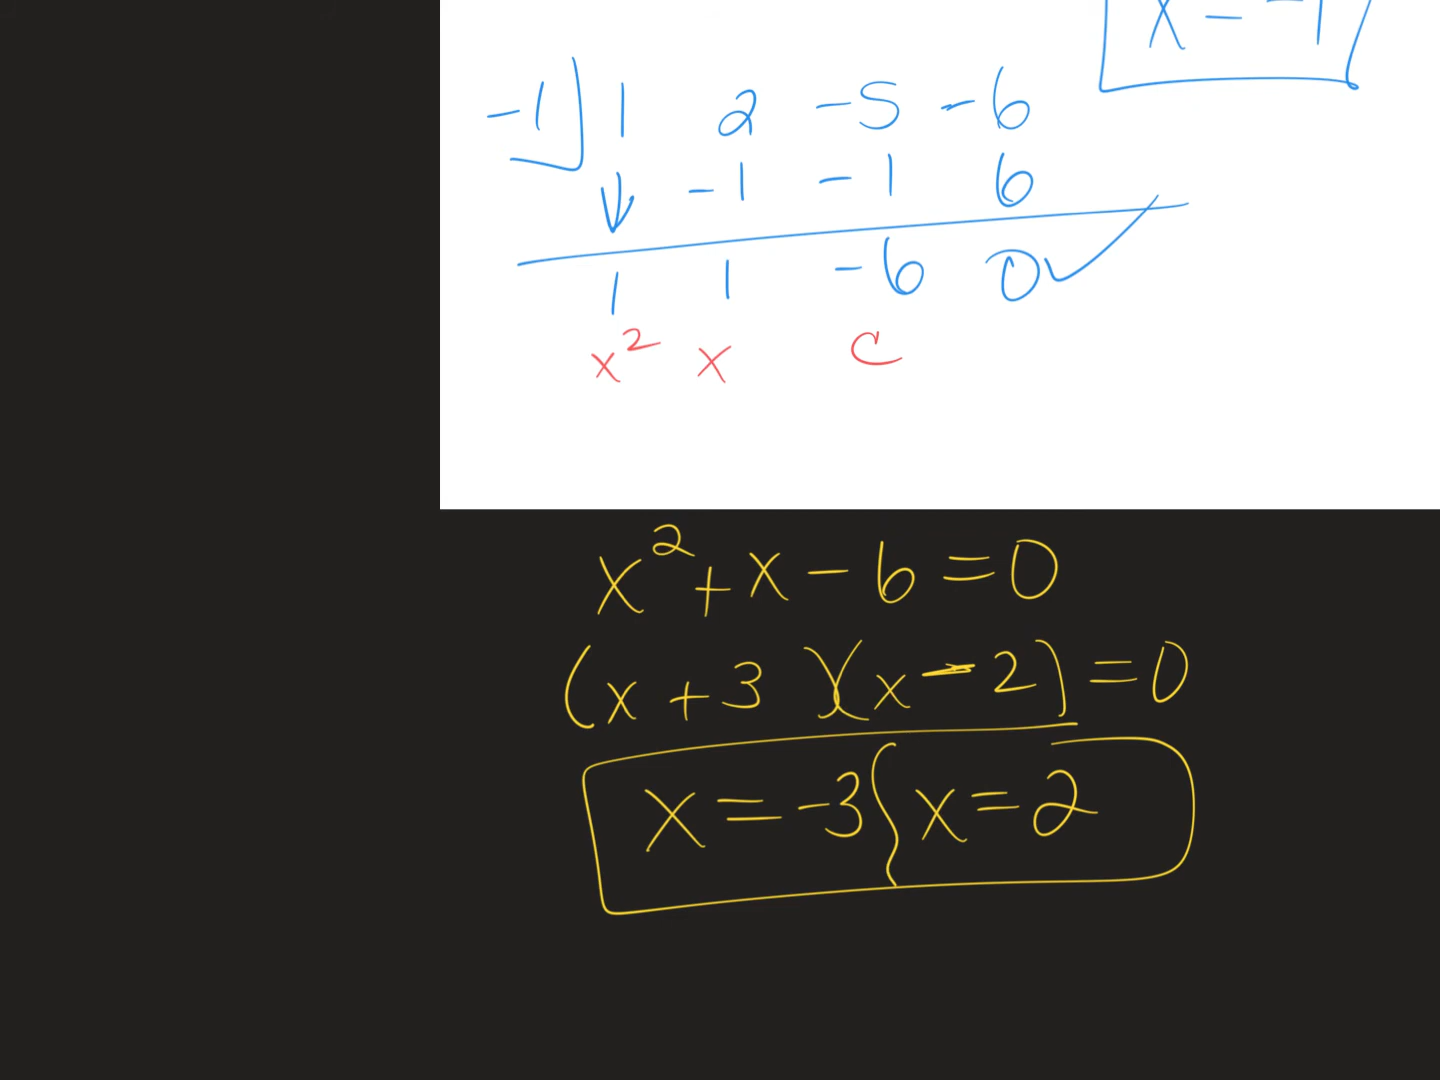 x = -1
-1 1 2 -5 -6
↓ -1 -1 6
1 1 -6 0 ✓
x² x c
x² + x - 6 = 0
(x + 3 )(x - 2) = 0
x = -3 { x = 2